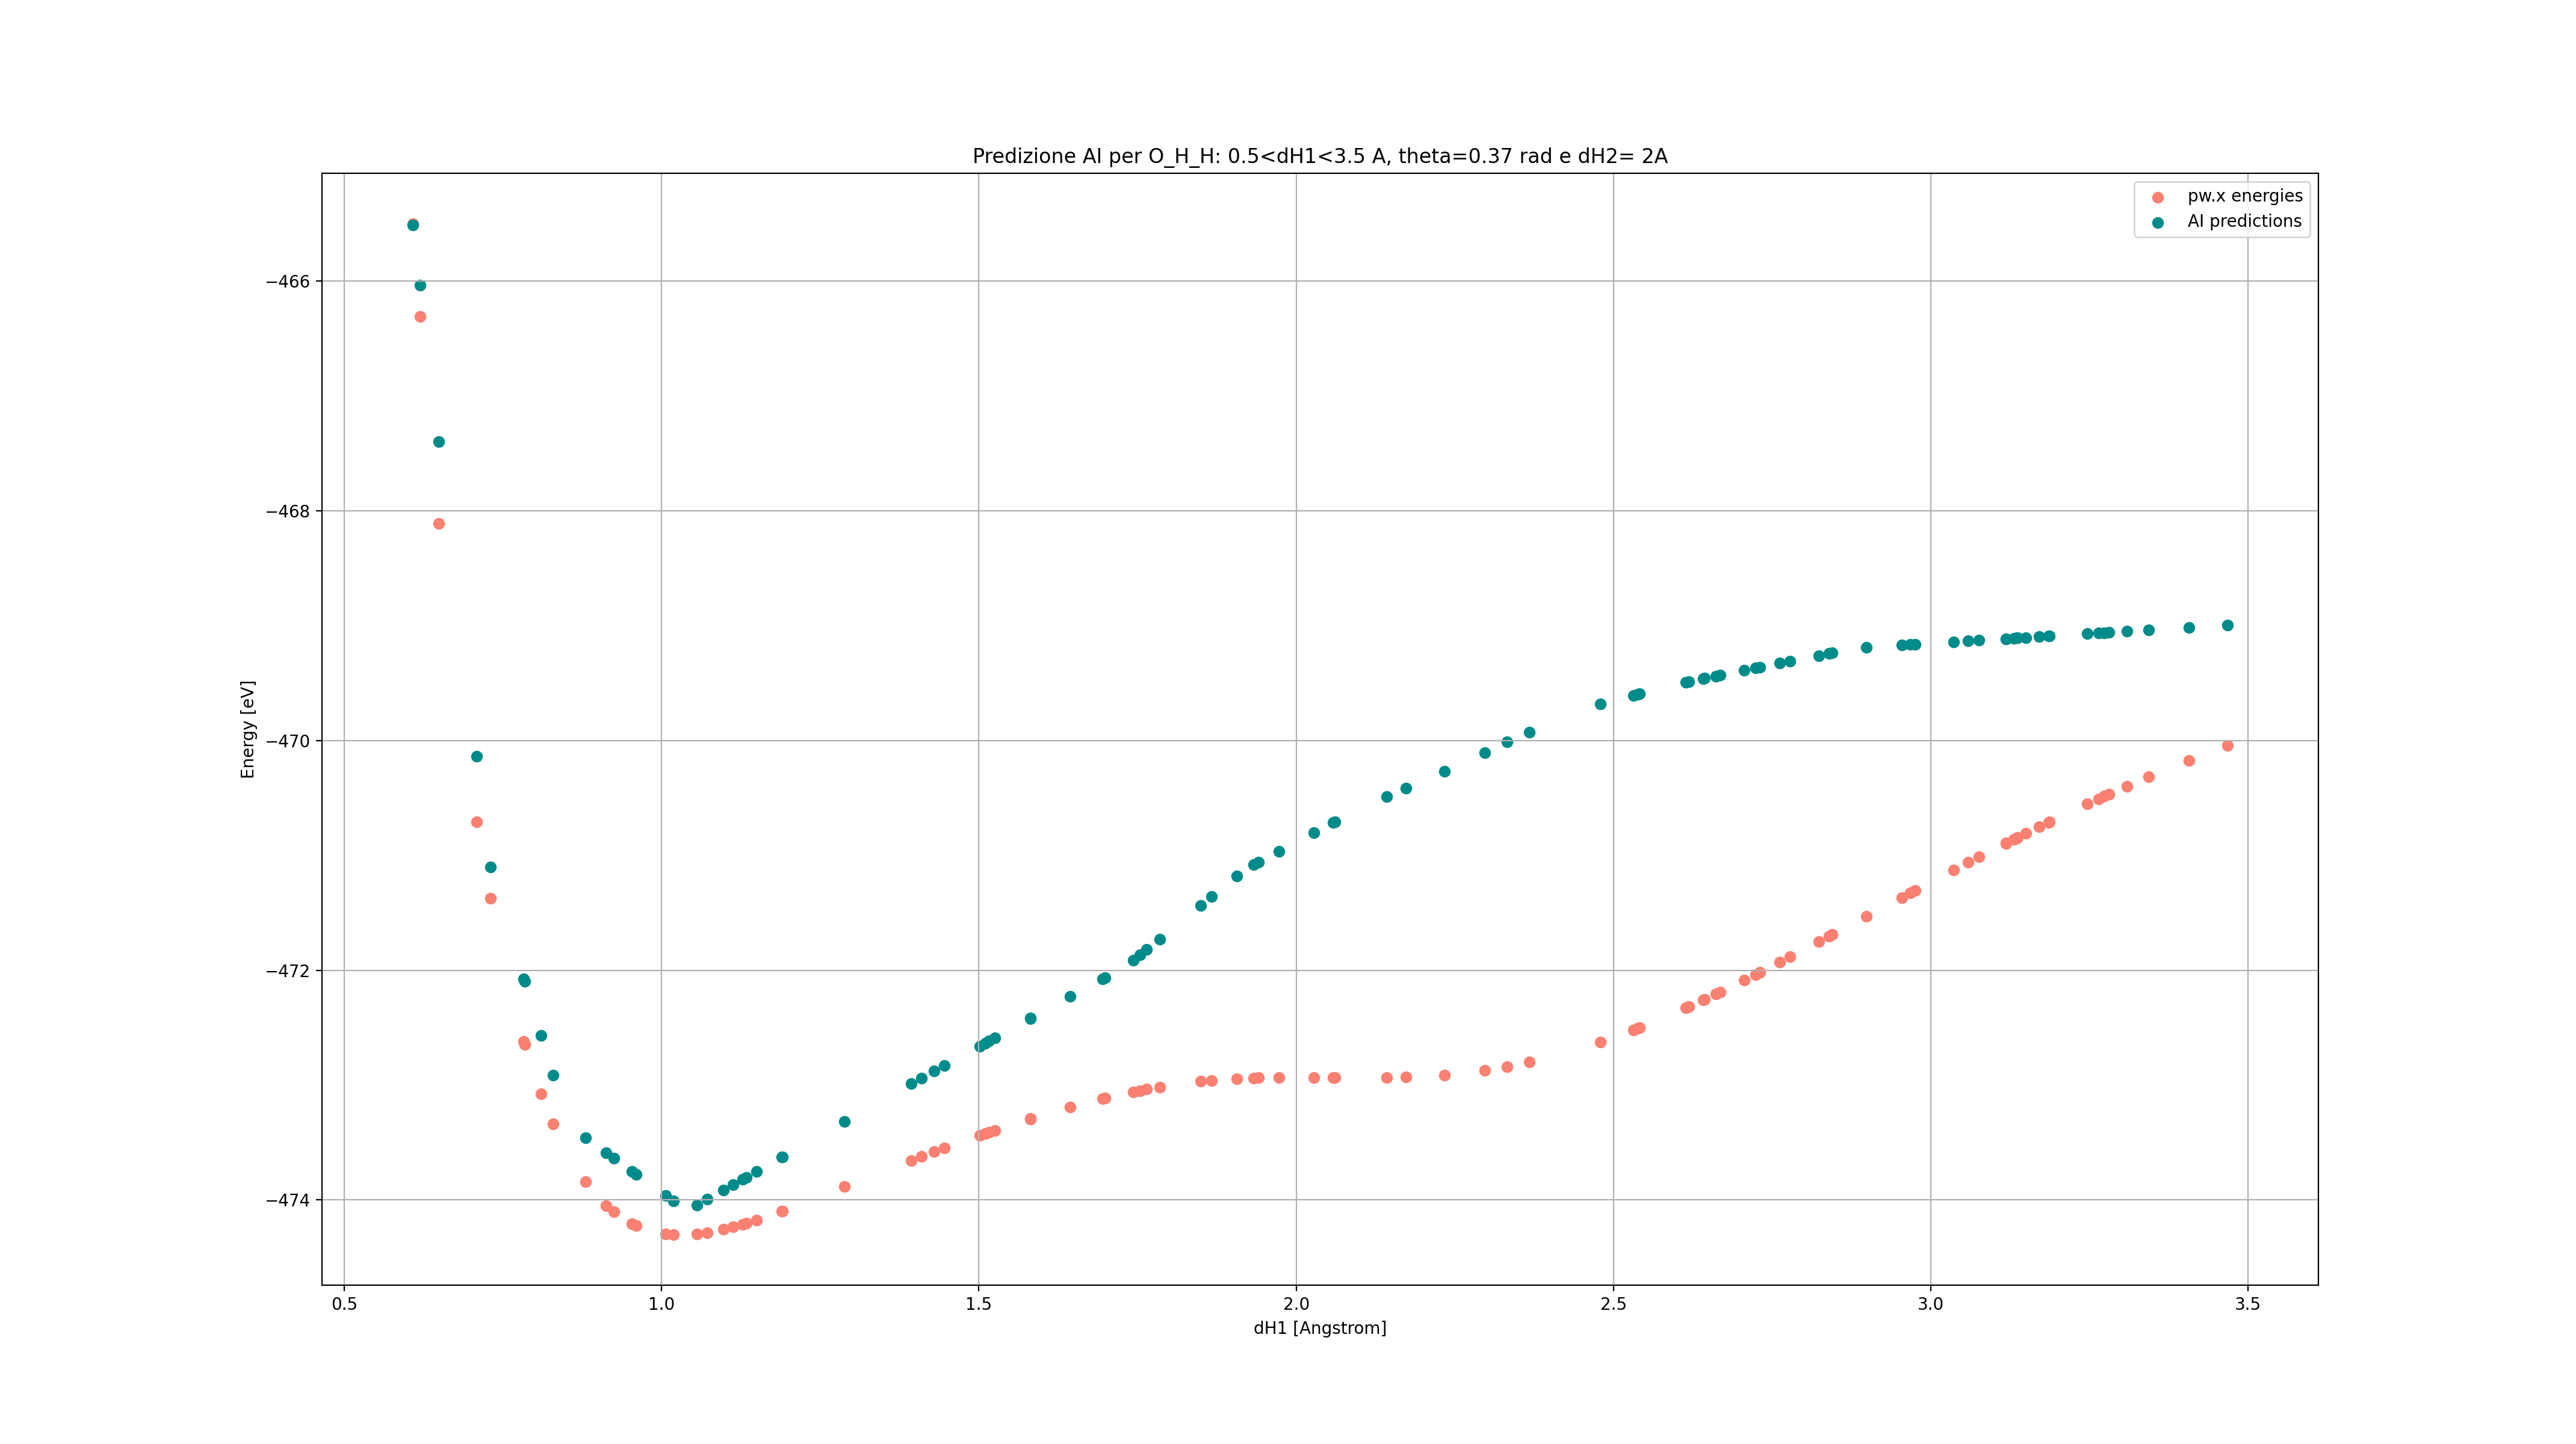 Predizione AI per O_H_H: 0.5<dH1<3.5 A, theta=0.37 rad e dH2= 2A
pw.x energies
AI predictions
−466
−468
−470
−472
−474
Energy [eV]
0.5 1.0 1.5 2.0 2.5 3.0 3.5
dH1 [Angstrom]